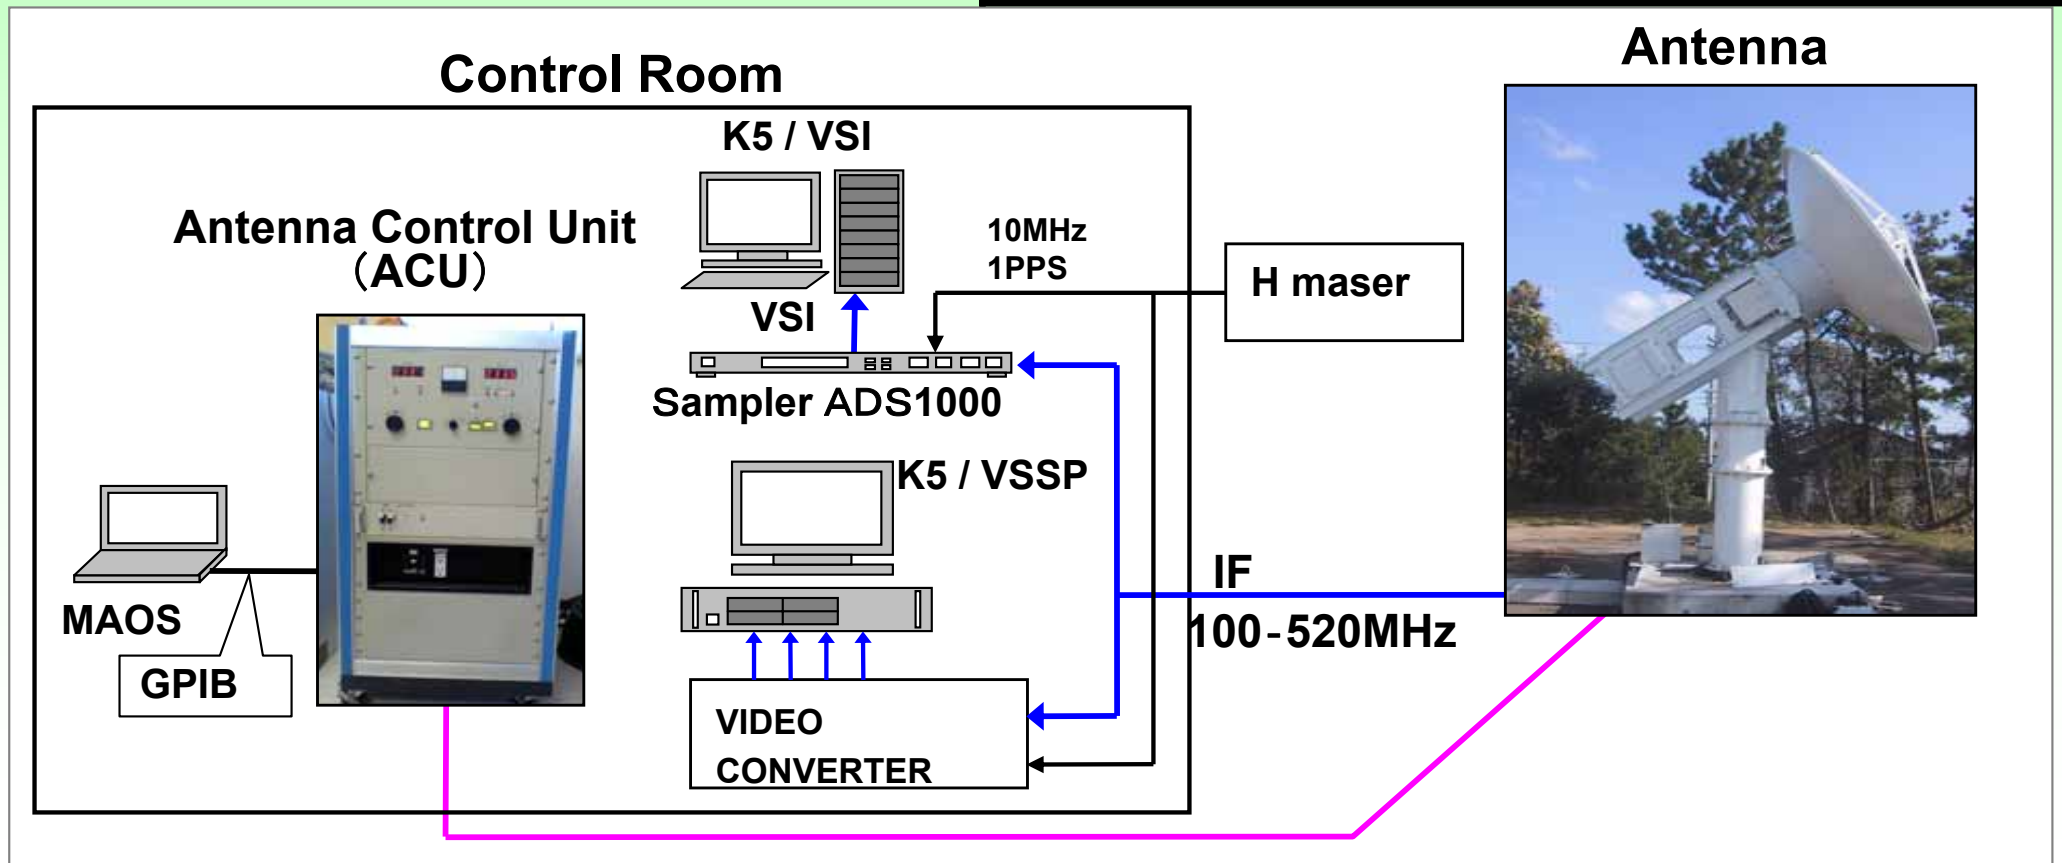 Antenna
Control Room
K5 / VSI
Antenna Control Unit
（ACU）
10MHz
1PPS
H maser
VSI
Sampler ADS1000
K5 / VSSP
IF
100-520MHz
MAOS
GPIB
VIDEO
CONVERTER